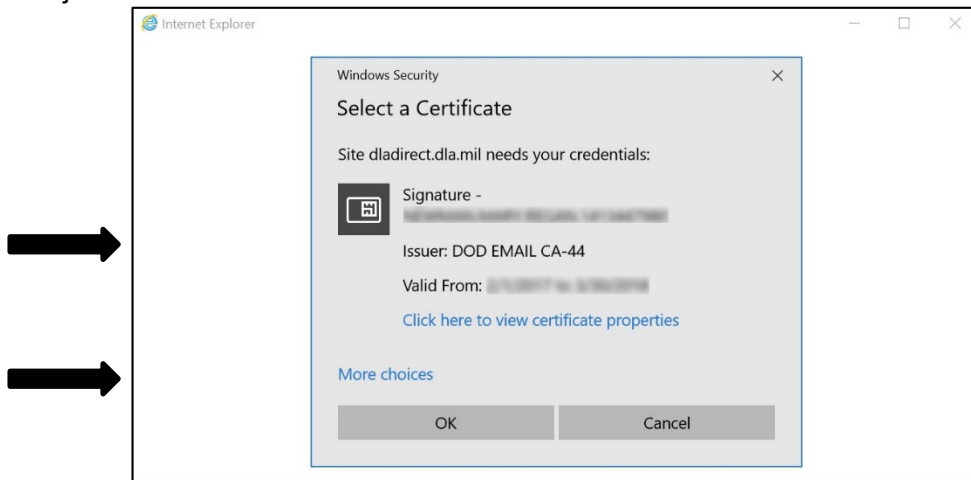 Internet Explorer
Windows Security
Select a Certificate
Site dladirect.dla.mil needs your credentials:
Signature -
Issuer: DOD EMAIL CA-44
Valid From:
Click here to view certificate properties
More choices
OK Cancel